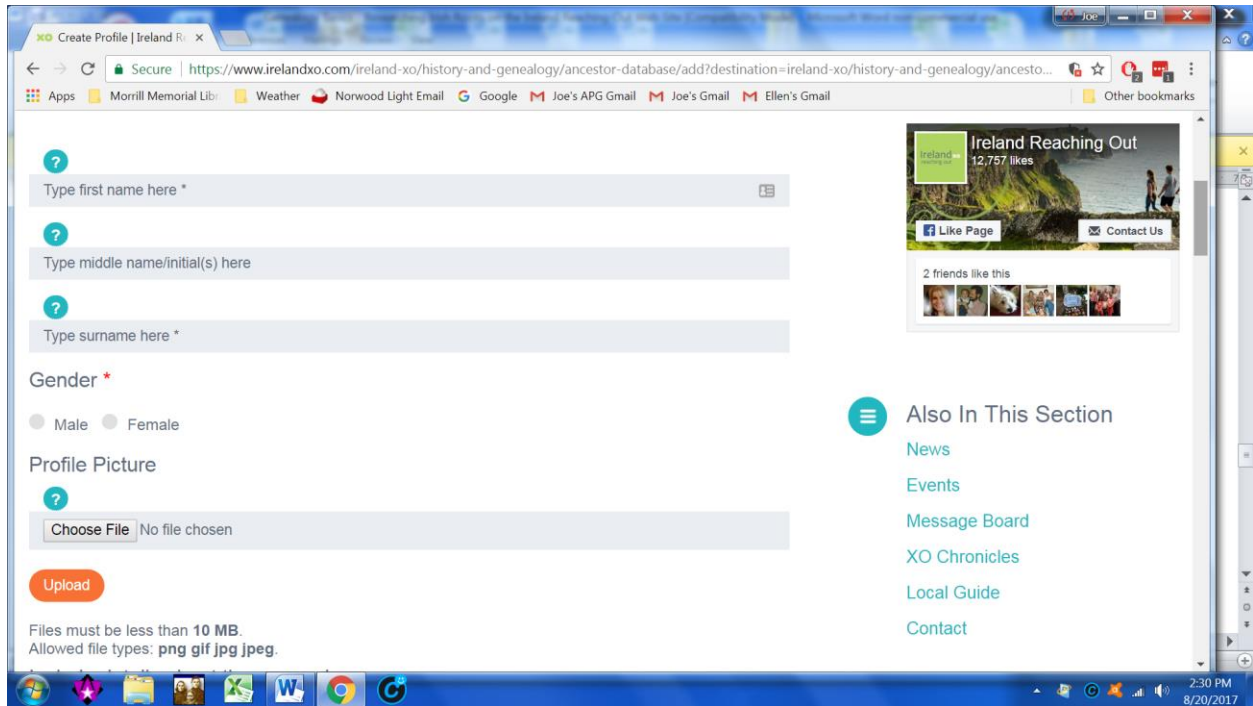 Joe
XO Create Profile | Ireland R
Secure | https://www.irelandxo.com/ireland-xo/history-and-genealogy/ancestor-database/add?destination=ireland-xo/history-and-genealogy/ancesto...
Apps Morrill Memorial Libr Weather Norwood Light Email Google Joe's APG Gmail Joe's Gmail Ellen's Gmail Other bookmarks
?
Type first name here *
?
Type middle name/initial(s) here
?
Type surname here *
Gender *
Male Female
Profile Picture
?
Choose File No file chosen
Upload
Files must be less than 10 MB.
Allowed file types: png gif jpg jpeg.
Ireland Reaching Out
12,757 likes
Like Page Contact Us
2 friends like this
Also In This Section
News
Events
Message Board
XO Chronicles
Local Guide
Contact
2:30 PM
8/20/2017